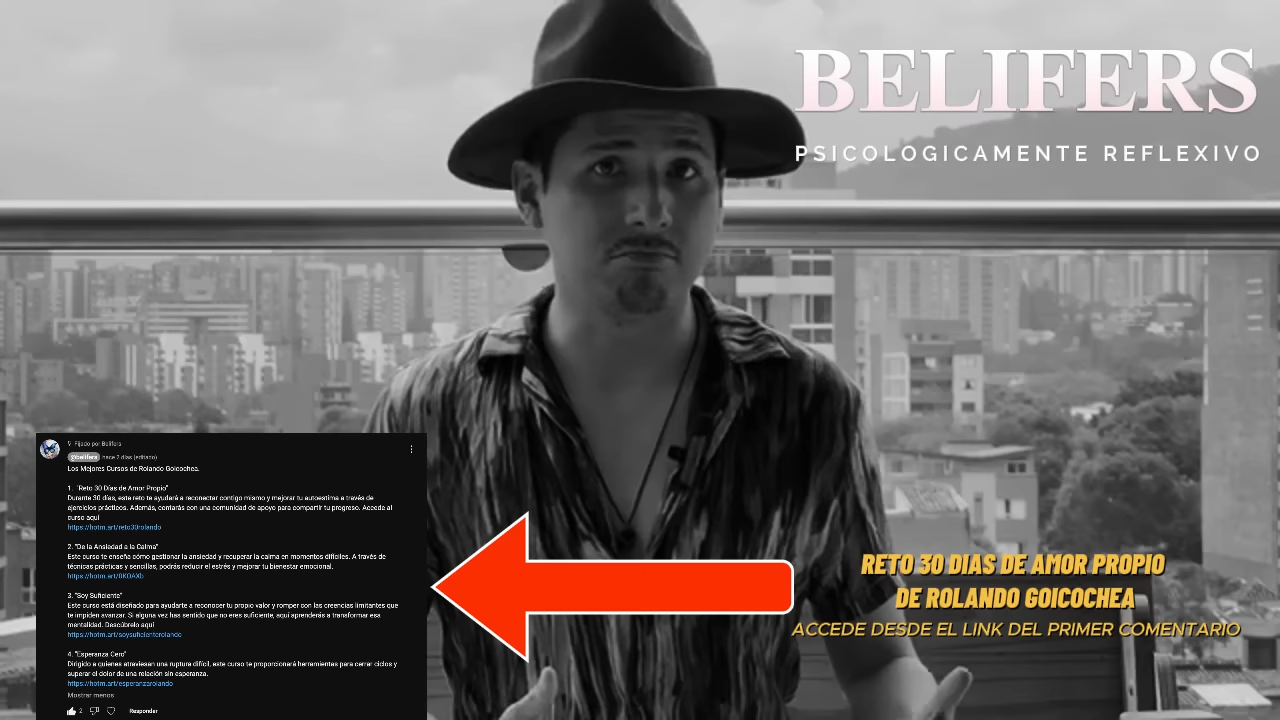 BELIFERS
PSICOLOGICAMENTE REFLEXIVO
Fijado por Belifers
@belifers hace 2 días (editado)
Los Mejores Cursos de Rolando Goicochea.
1. "Reto 30 Días de Amor Propio"
Durante 30 días, este reto te ayudará a reconectar contigo mismo y mejorar tu autoestima a través de
ejercicios prácticos. Además, contarás con una comunidad de apoyo para compartir tu progreso. Accede al
curso aquí
https://hotm.art/reto30rolando
2. "De la Ansiedad a la Calma"
Este curso te enseña cómo gestionar la ansiedad y recuperar la calma en momentos difíciles. A través de
técnicas prácticas y sencillas, podrás reducir el estrés y mejorar tu bienestar emocional.
https://hotm.art/0KOAXb
3. "Soy Suficiente"
Este curso está diseñado para ayudarte a reconocer tu propio valor y romper con las creencias limitantes que
te impiden avanzar. Si alguna vez has sentido que no eres suficiente, aquí aprenderás a transformar esa
mentalidad. Descúbrelo aquí
https://hotm.art/soysuficienterolando
4. "Esperanza Cero"
Dirigido a quienes atraviesan una ruptura difícil, este curso te proporcionará herramientas para cerrar ciclos y
superar el dolor de una relación sin esperanza.
https://hotm.art/esperanzarolando
Mostrar menos
2 Responder
RETO 30 DIAS DE AMOR PROPIO
DE ROLANDO GOICOCHEA
ACCEDE DESDE EL LINK DEL PRIMER COMENTARIO